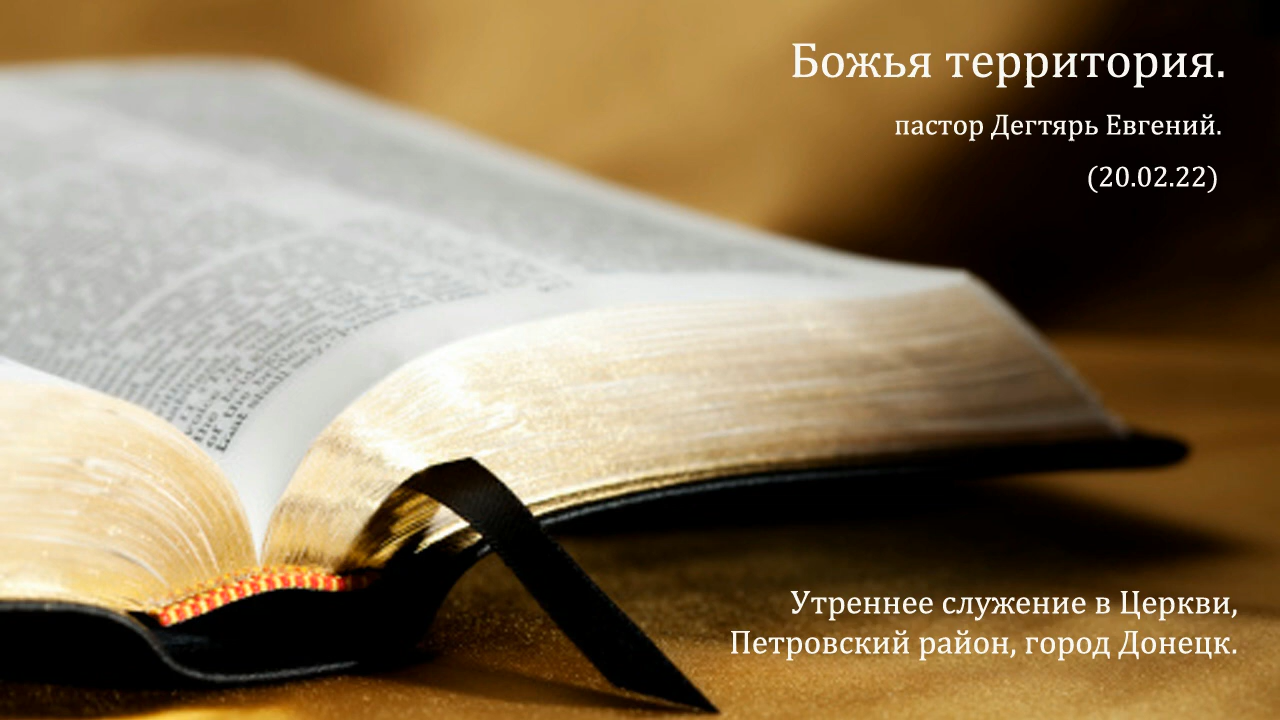 Божья территория.
пастор Дегтярь Евгений.
(20.02.22)
Утреннее служение в Церкви,
Петровский район, город Донецк.